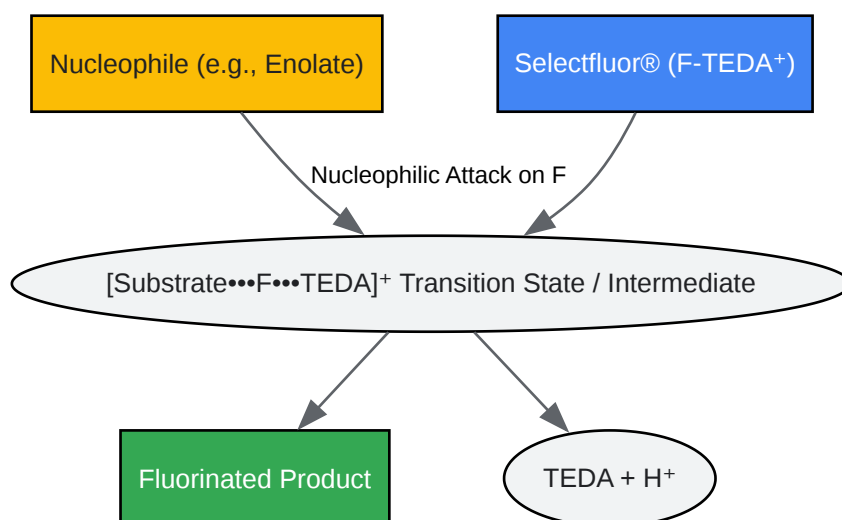 Nucleophile (e.g., Enolate)
Selectfluor® (F-TEDA⁺)
Nucleophilic Attack on F
[Substrate•••F•••TEDA]⁺ Transition State / Intermediate
Fluorinated Product
TEDA + H⁺